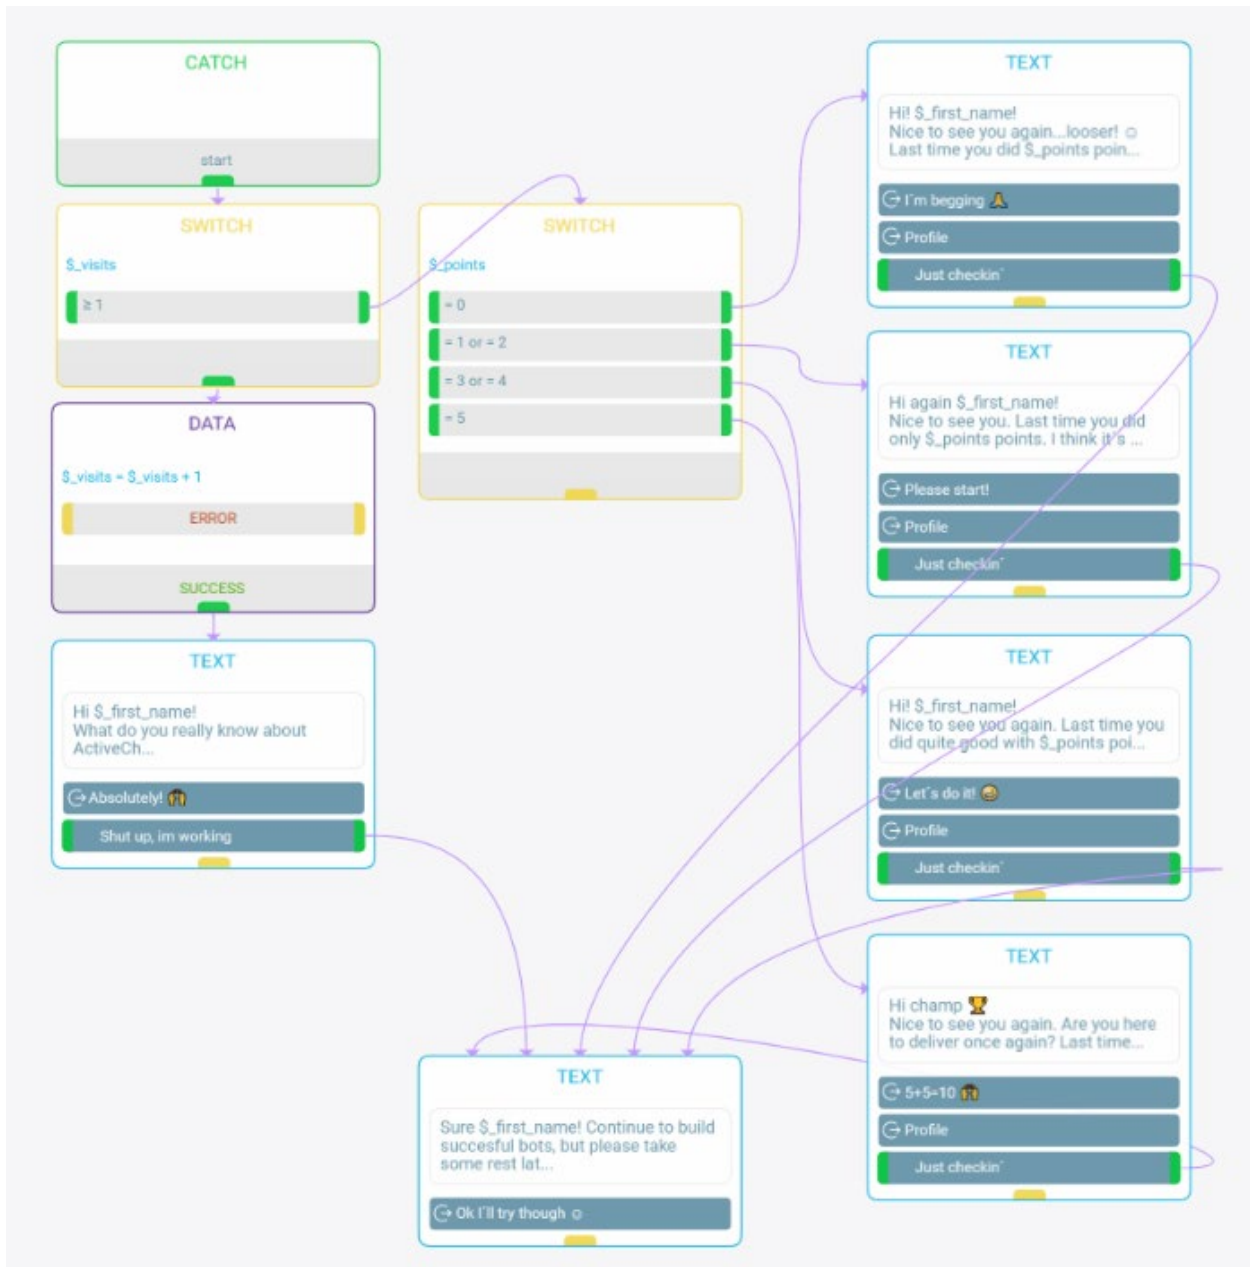 CATCH
start
SWITCH
$_visits
≥ 1
DATA
$_visits = $_visits + 1
ERROR
SUCCESS
TEXT
Hi $_first_name!
What do you really know about
ActiveCh...
Absolutely!
Shut up, im working
SWITCH
$_points
= 0
= 1 or = 2
= 3 or = 4
= 5
TEXT
Hi! $_first_name!
Nice to see you again...looser! ☺
Last time you did $_points poin...
I´m begging 🙏
Profile
Just checkin´
TEXT
Hi again $_first_name!
Nice to see you. Last time you did
only $_points points. I think it´s ...
Please start!
Profile
Just checkin´
TEXT
Hi! $_first_name!
Nice to see you again. Last time you
did quite good with $_points poi...
Let´s do it!
Profile
Just checkin´
TEXT
Hi champ 🏆
Nice to see you again. Are you here
to deliver once again? Last time...
5+5=10
Profile
Just checkin´
TEXT
Sure $_first_name! Continue to build
succesful bots, but please take
some rest lat...
Ok I´ll try though ☺